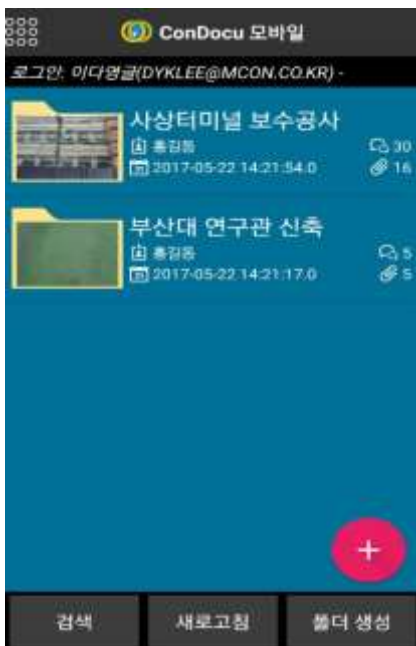 ConDocu 모바일
로그인: 이다영글(DYKLEE@MCON.CO.KR) -
사상터미널 보수공사
홍길동
30
2017-05-22 14:21:54.0
16
부산대 연구관 신축
홍길동
5
2017-05-22 14:21:17.0
5
+
검색
새로고침
폴더 생성